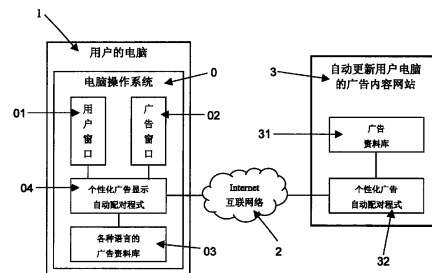 1
用户的电脑
电脑操作系统
0
01
用户窗口
广告窗口
02
04
个性化广告显示
自动配对程式
各种语言的
广告资料库
03
Internet
互联网络
2
3
自动更新用户电脑
的广告内容网站
31
广告
资料库
个性化广告
自动配对程式
32